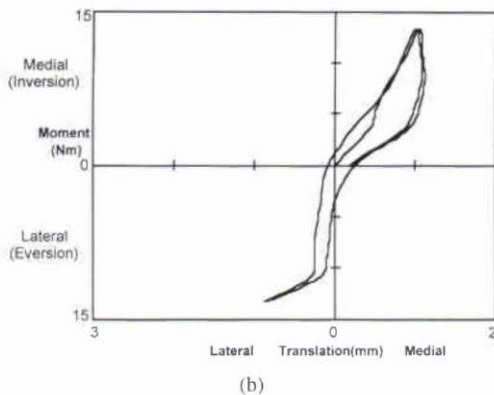 15
Medial
(Inversion)
Moment
(Nm)
0
Lateral
(Eversion)
15
3 0 2
Lateral Translation(mm) Medial
(b)